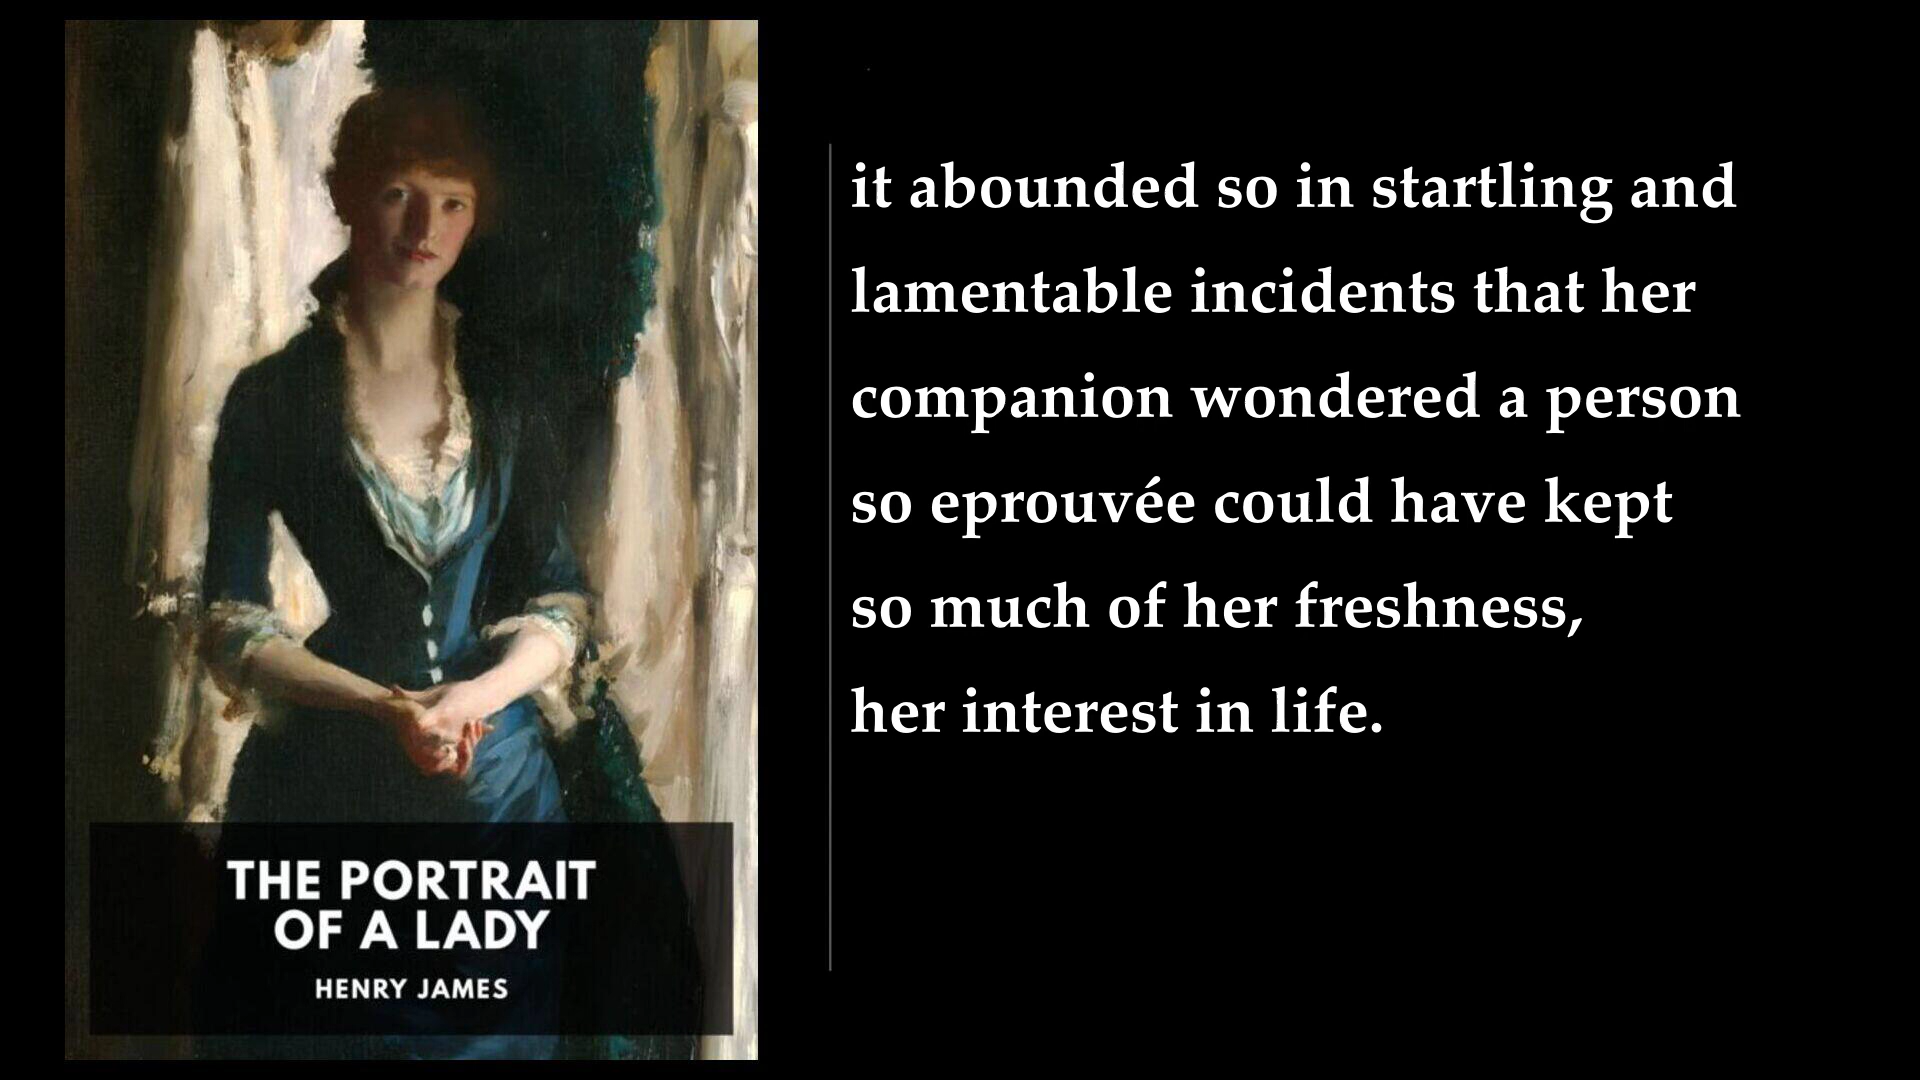 THE PORTRAIT
OF A LADY
HENRY JAMES
it abounded so in startling and
lamentable incidents that her
companion wondered a person
so eprouvée could have kept
so much of her freshness,
her interest in life.